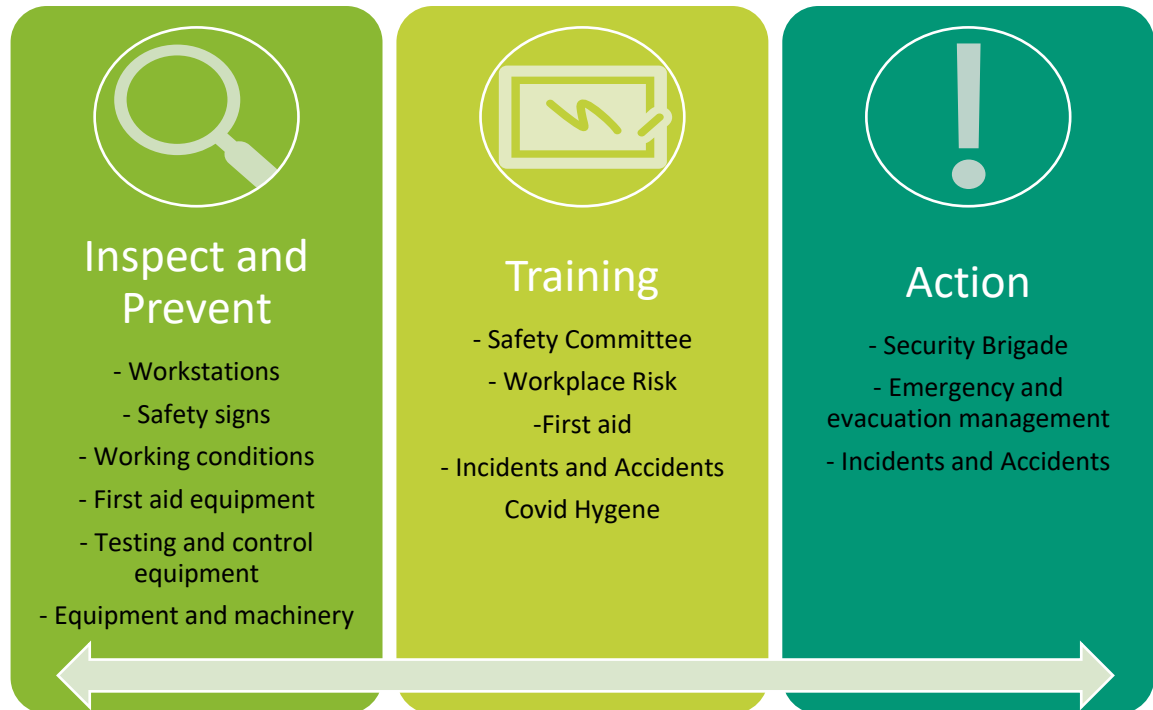 Inspect and
Prevent
- Workstations
- Safety signs
- Working conditions
- First aid equipment
- Testing and control
equipment
- Equipment and machinery
Training
- Safety Committee
- Workplace Risk
-First aid
- Incidents and Accidents
Covid Hygene
Action
- Security Brigade
- Emergency and
evacuation management
- Incidents and Accidents